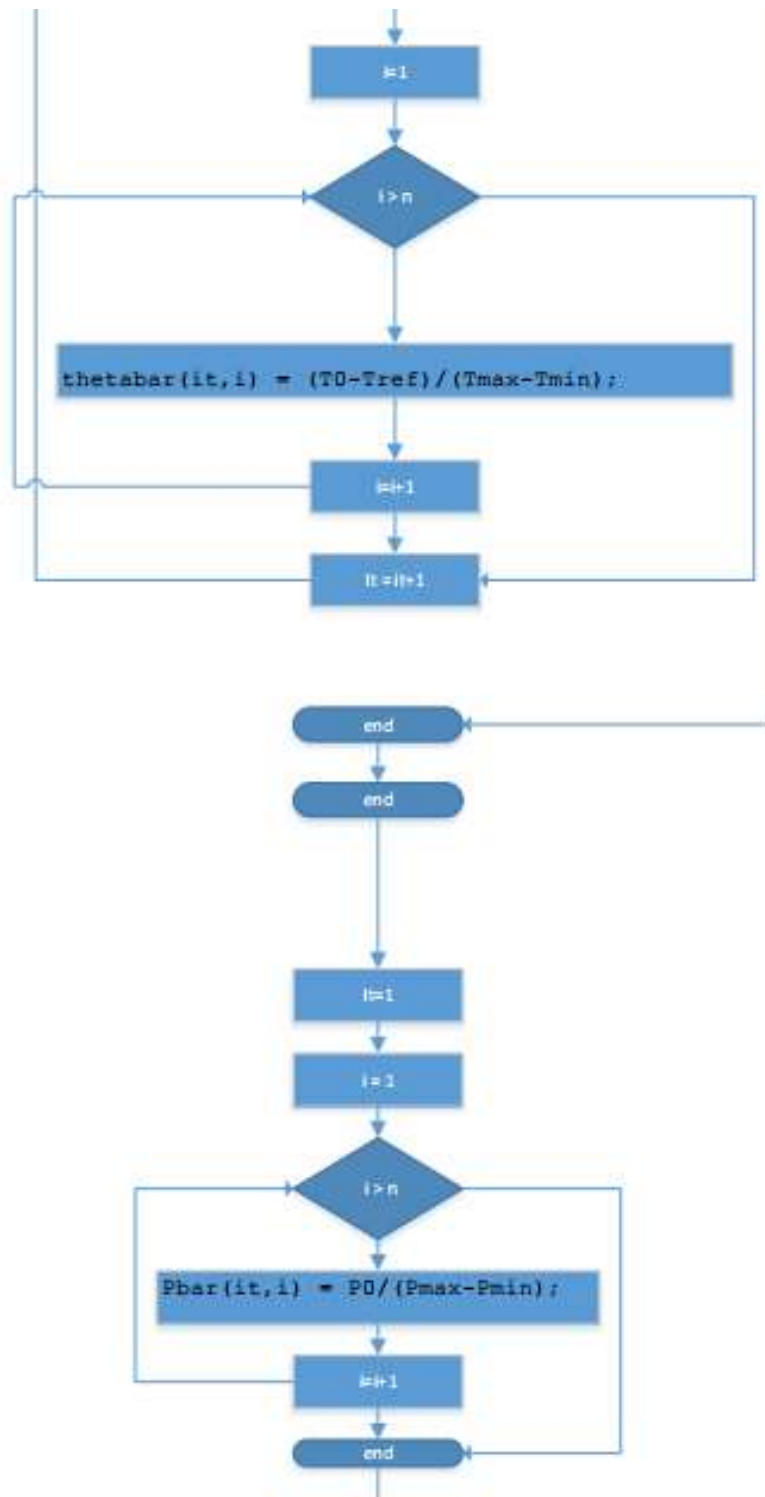 i=1
i > n
thetabar(it,i) = (T0-Tref)/(Tmax-Tmin);
i=i+1
It =it+1
end
end
It=1
i = 1
i > n
Pbar(it,i) = P0/(Pmax-Pmin);
i=i+1
end